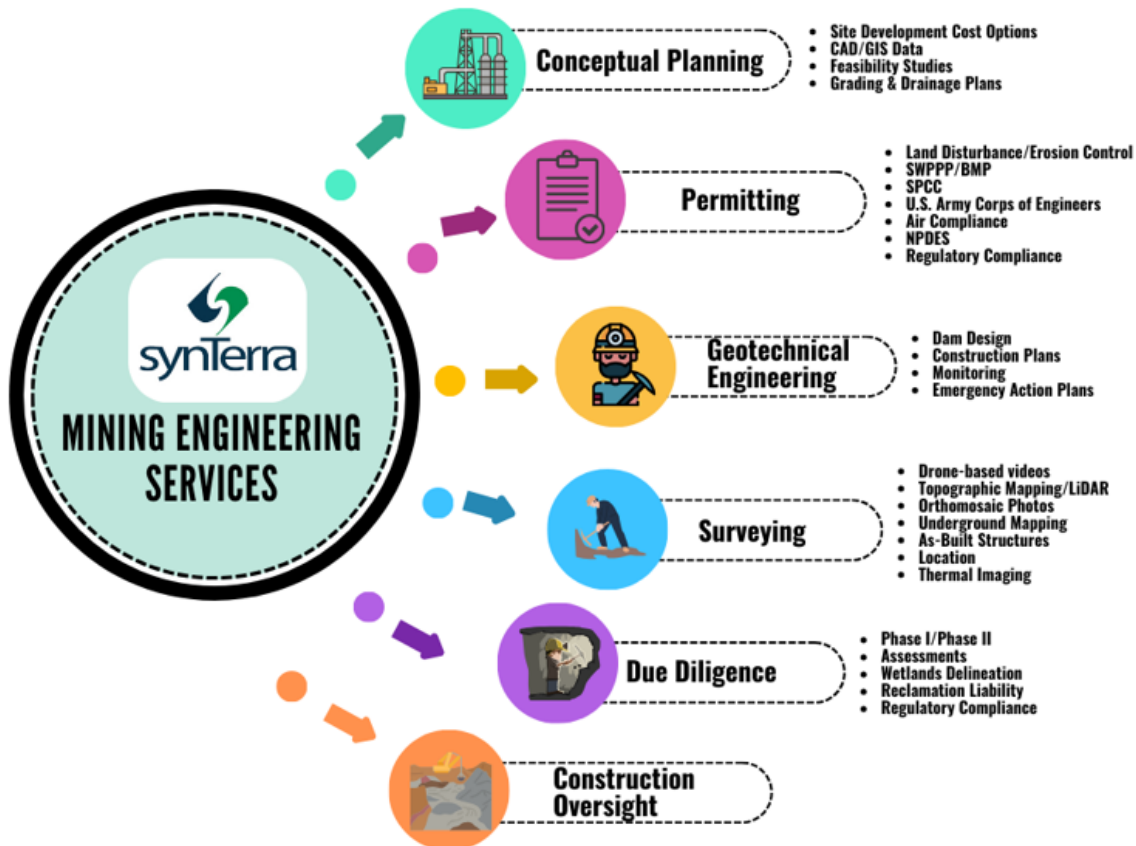 synTerra
MINING ENGINEERING
SERVICES
Conceptual Planning
• Site Development Cost Options
• CAD/GIS Data
• Feasibility Studies
• Grading & Drainage Plans
Permitting
• Land Disturbance/Erosion Control
• SWPPP/BMP
• SPCC
• U.S. Army Corps of Engineers
• Air Compliance
• NPDES
• Regulatory Compliance
Geotechnical
Engineering
• Dam Design
• Construction Plans
• Monitoring
• Emergency Action Plans
Surveying
• Drone-based videos
• Topographic Mapping/LiDAR
• Orthomosaic Photos
• Underground Mapping
• As-Built Structures
• Location
• Thermal Imaging
Due Diligence
• Phase I/Phase II
• Assessments
• Wetlands Delineation
• Reclamation Liability
• Regulatory Compliance
Construction
Oversight